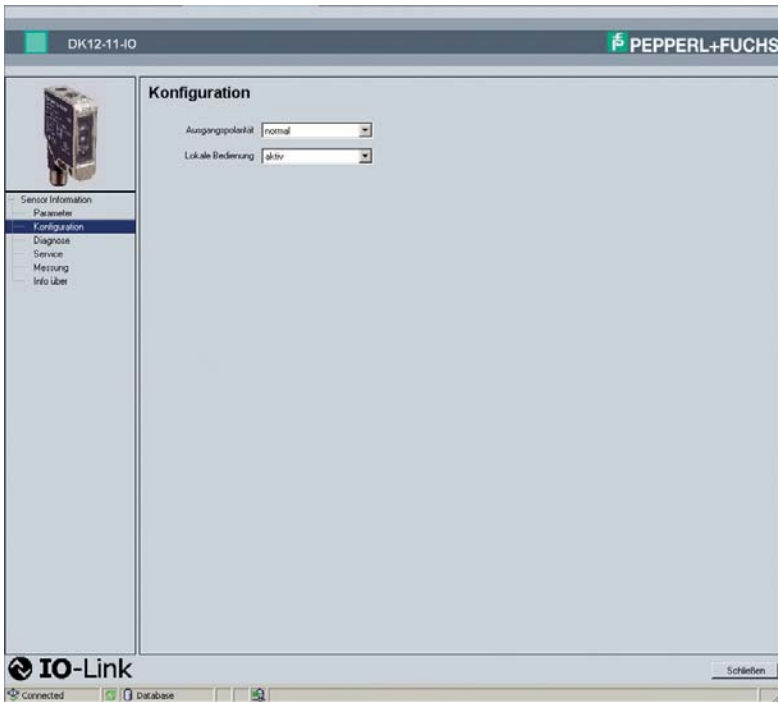 DK12-11-IO
PEPPERL+FUCHS
Konfiguration
Ausgangspolarität normal
Lokale Bedienung aktiv
Sensor Information
Parameter
Konfiguration
Diagnose
Service
Messung
Info über
IO-Link
Schließen
Connected
Database